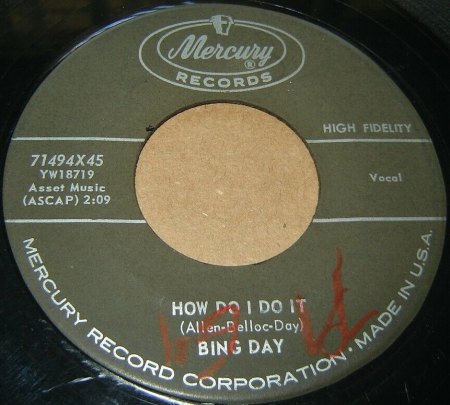 Mercury ®
RECORDS
HIGH FIDELITY
71494X45
YW18719
Asset Music
(ASCAP) 2:09
Vocal
HOW DO I DO IT
(Allen-Belloc-Day)
BING DAY
MERCURY RECORD CORPORATION • MADE IN U.S.A.